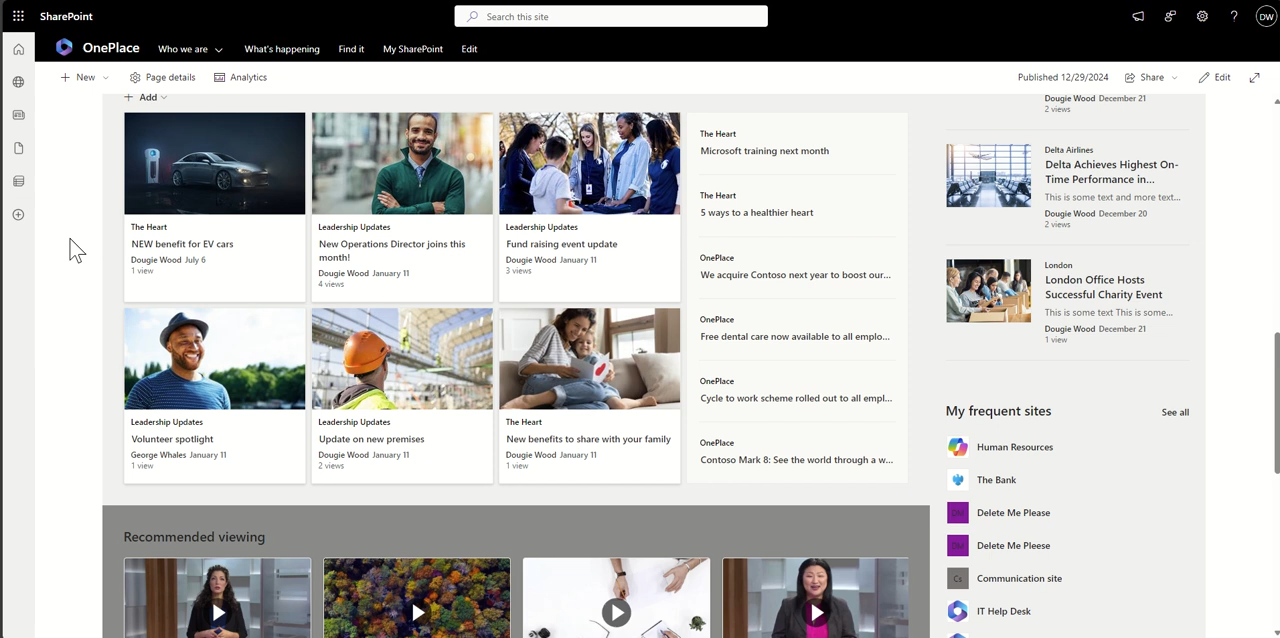 SharePoint
Search this site
DW
OnePlace
Who we are
What's happening
Find it
My SharePoint
Edit
New
Page details
Analytics
Published 12/29/2024
Share
Edit
Add
The Heart
NEW benefit for EV cars
Dougie Wood July 6
1 view
Leadership Updates
New Operations Director joins this
month!
Dougie Wood January 11
4 views
Leadership Updates
Fund raising event update
Dougie Wood January 11
3 views
Leadership Updates
Volunteer spotlight
George Whales January 11
1 view
Leadership Updates
Update on new premises
Dougie Wood January 11
2 views
The Heart
New benefits to share with your family
Dougie Wood January 11
1 view
The Heart
Microsoft training next month
The Heart
5 ways to a healthier heart
OnePlace
We acquire Contoso next year to boost our...
OnePlace
Free dental care now available to all emplo...
OnePlace
Cycle to work scheme rolled out to all empl...
OnePlace
Contoso Mark 8: See the world through a w...
Dougie Wood December 21
2 views
Delta Airlines
Delta Achieves Highest On-
Time Performance in...
This is some text and more text...
Dougie Wood December 20
2 views
London
London Office Hosts
Successful Charity Event
This is some text This is some...
Dougie Wood December 21
1 view
My frequent sites
See all
Human Resources
The Bank
DM
Delete Me Please
DM
Delete Me Pleese
Cs
Communication site
IT Help Desk
Recommended viewing